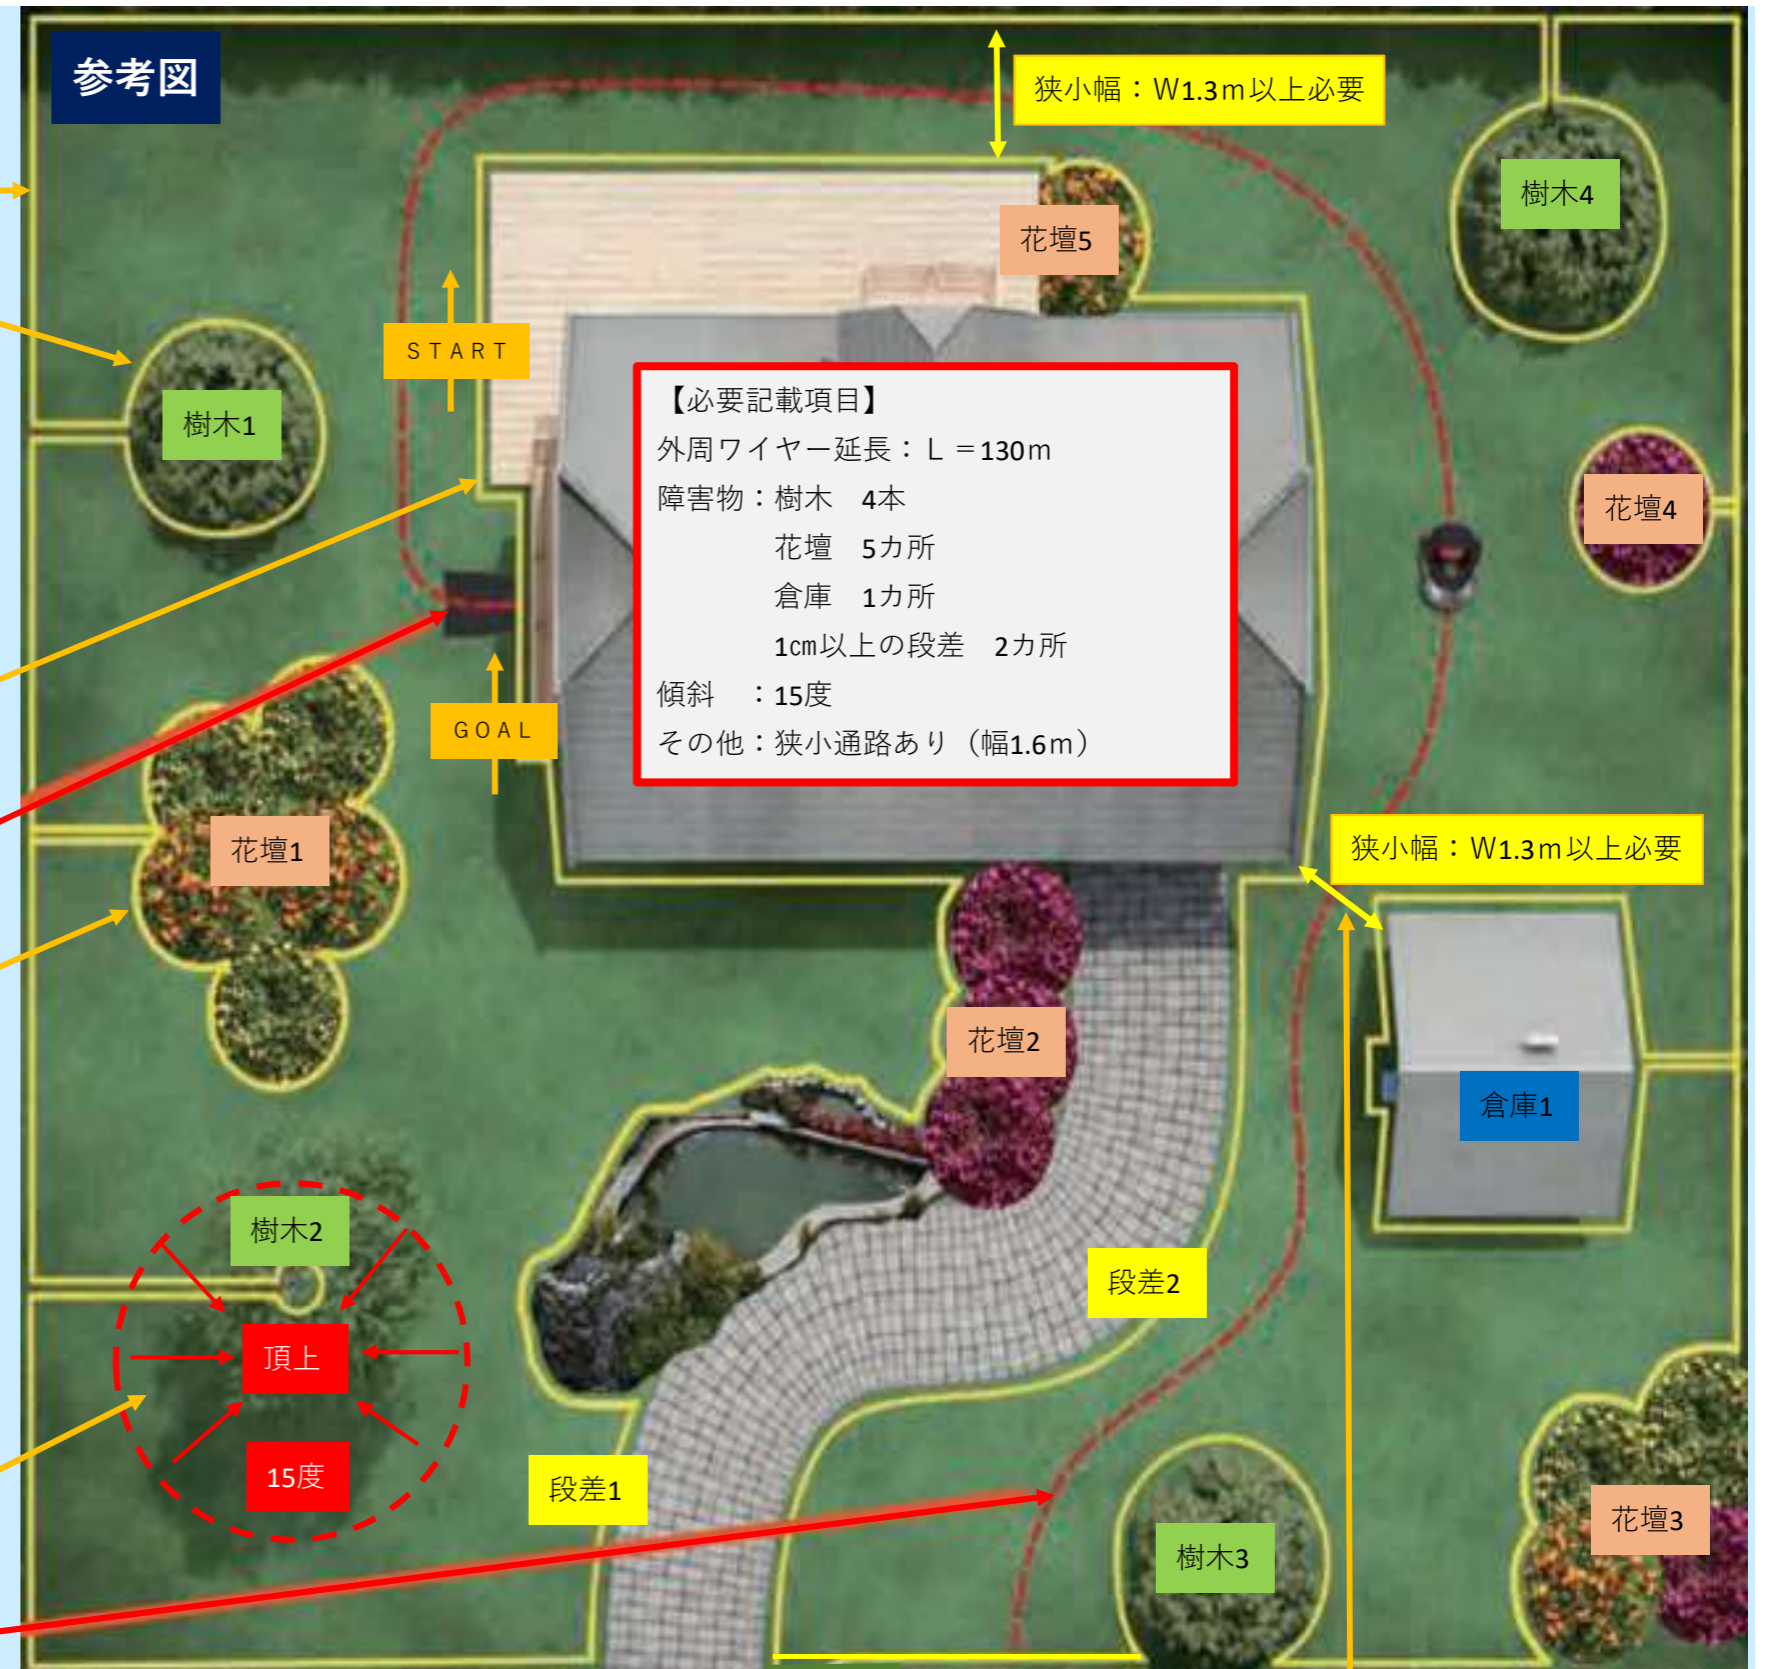 参考図
狭小幅：W1.3ｍ以上必要
樹木4
花壇5
START
樹木1
【必要記載項目】
外周ワイヤー延長：Ｌ＝130ｍ
障害物：樹木　4本
花壇　5カ所
倉庫　1カ所
1㎝以上の段差　2カ所
傾斜　：15度
その他：狭小通路あり（幅1.6ｍ）
花壇4
GOAL
花壇1
狭小幅：W1.3ｍ以上必要
花壇2
倉庫1
樹木2
段差2
頂上
15度
段差1
花壇3
樹木3